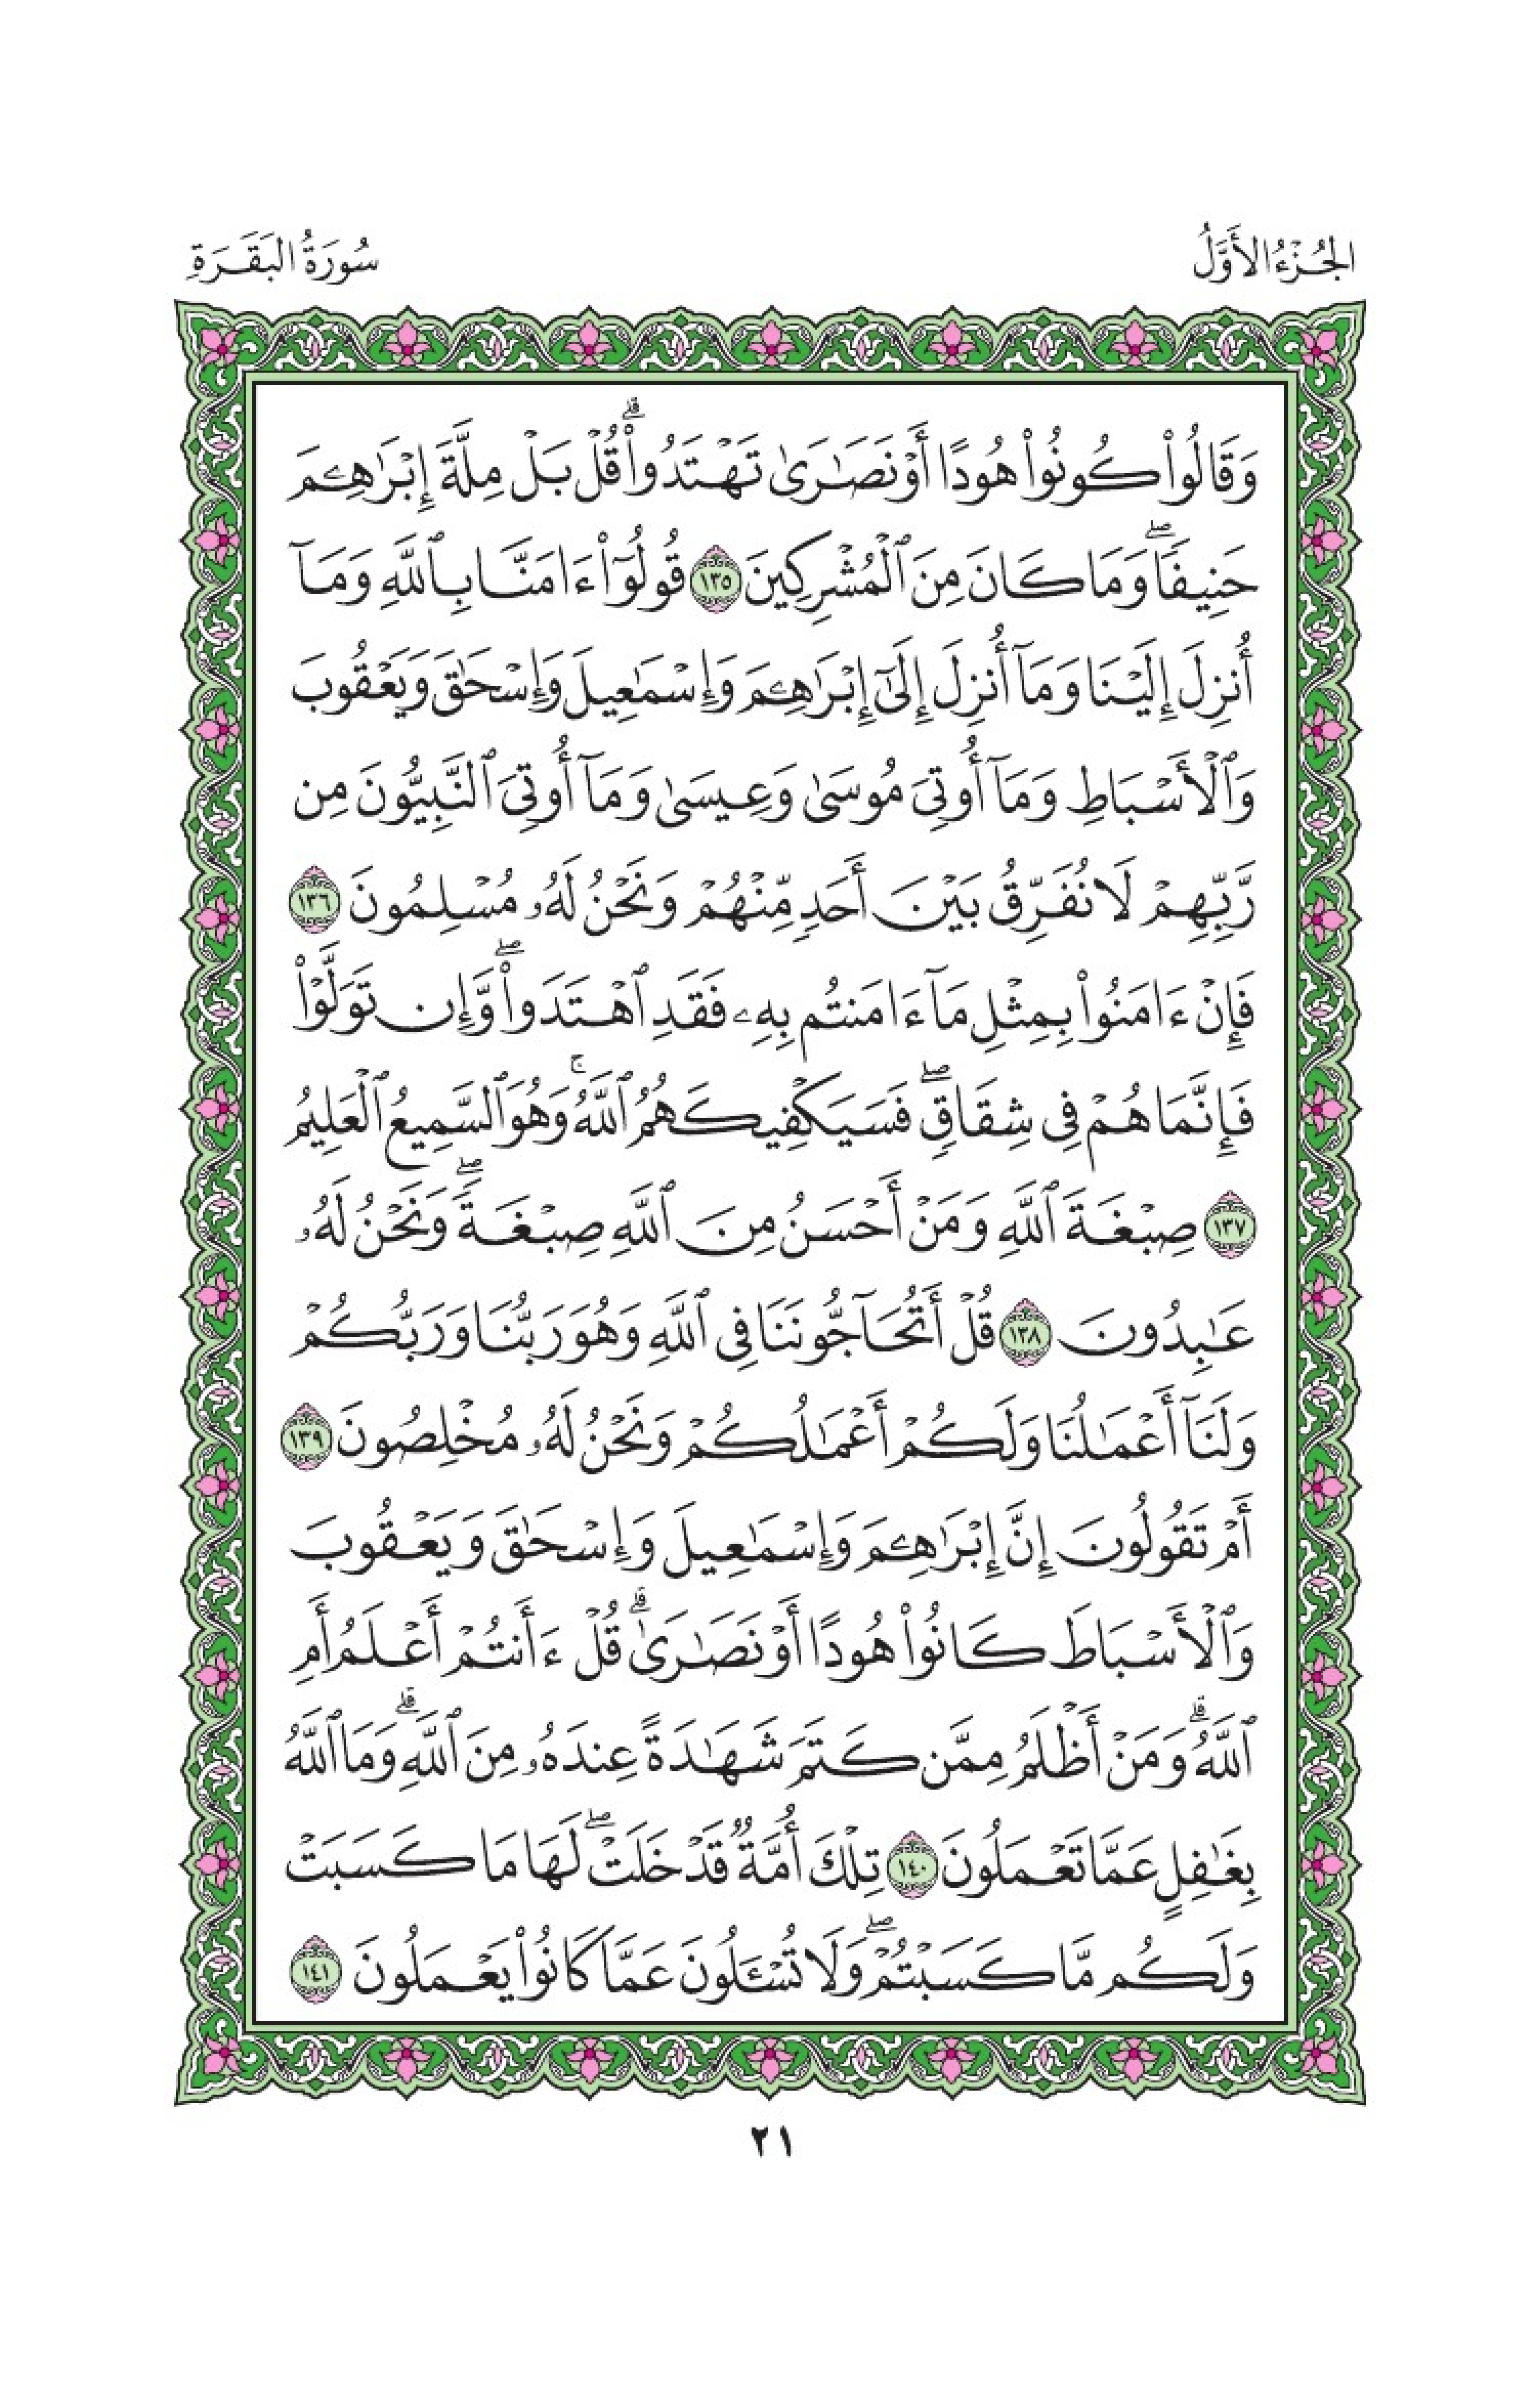 الجُزْءُ الأَوَّلُ
سُورَةُ البَقَرَةِ
وَقَالُوا۟ كُونُوا۟ هُودًا أَوْ نَصَـٰرَىٰ تَهْتَدُوا۟ ۗ قُلْ بَلْ مِلَّةَ إِبْرَٰهِـۧمَ
حَنِيفًا ۖ وَمَا كَانَ مِنَ ٱلْمُشْرِكِينَ ١٣٥ قُولُوٓا۟ ءَامَنَّا بِٱللَّهِ وَمَآ
أُنزِلَ إِلَيْنَا وَمَآ أُنزِلَ إِلَىٰٓ إِبْرَٰهِـۧمَ وَإِسْمَـٰعِيلَ وَإِسْحَـٰقَ وَيَعْقُوبَ
وَٱلْأَسْبَاطِ وَمَآ أُوتِىَ مُوسَىٰ وَعِيسَىٰ وَمَآ أُوتِىَ ٱلنَّبِيُّونَ مِن
رَّبِّهِمْ لَا نُفَرِّقُ بَيْنَ أَحَدٍ مِّنْهُمْ وَنَحْنُ لَهُۥ مُسْلِمُونَ ١٣٦
فَإِنْ ءَامَنُوا۟ بِمِثْلِ مَآ ءَامَنتُم بِهِۦ فَقَدِ ٱهْتَدَوا۟ ۖ وَّإِن تَوَلَّوْا۟
فَإِنَّمَا هُمْ فِى شِقَاقٍ ۖ فَسَيَكْفِيكَهُمُ ٱللَّهُ ۚ وَهُوَ ٱلسَّمِيعُ ٱلْعَلِيمُ
١٣٧ صِبْغَةَ ٱللَّهِ وَمَنْ أَحْسَنُ مِنَ ٱللَّهِ صِبْغَةً ۖ وَنَحْنُ لَهُۥ
عَـٰبِدُونَ ١٣٨ قُلْ أَتُحَآجُّونَنَا فِى ٱللَّهِ وَهُوَ رَبُّنَا وَرَبُّكُمْ
وَلَنَآ أَعْمَـٰلُنَا وَلَكُمْ أَعْمَـٰلُكُمْ وَنَحْنُ لَهُۥ مُخْلِصُونَ ١٣٩
أَمْ تَقُولُونَ إِنَّ إِبْرَٰهِـۧمَ وَإِسْمَـٰعِيلَ وَإِسْحَـٰقَ وَيَعْقُوبَ
وَٱلْأَسْبَاطَ كَانُوا۟ هُودًا أَوْ نَصَـٰرَىٰ ۗ قُلْ ءَأَنتُمْ أَعْلَمُ أَمِ
ٱللَّهُ ۗ وَمَنْ أَظْلَمُ مِمَّن كَتَمَ شَهَـٰدَةً عِندَهُۥ مِنَ ٱللَّهِ ۗ وَمَا ٱللَّهُ
بِغَـٰفِلٍ عَمَّا تَعْمَلُونَ ١٤٠ تِلْكَ أُمَّةٌ قَدْ خَلَتْ ۖ لَهَا مَا كَسَبَتْ
وَلَكُم مَّا كَسَبْتُمْ ۖ وَلَا تُسْـَٔلُونَ عَمَّا كَانُوا۟ يَعْمَلُونَ ١٤١
٢١